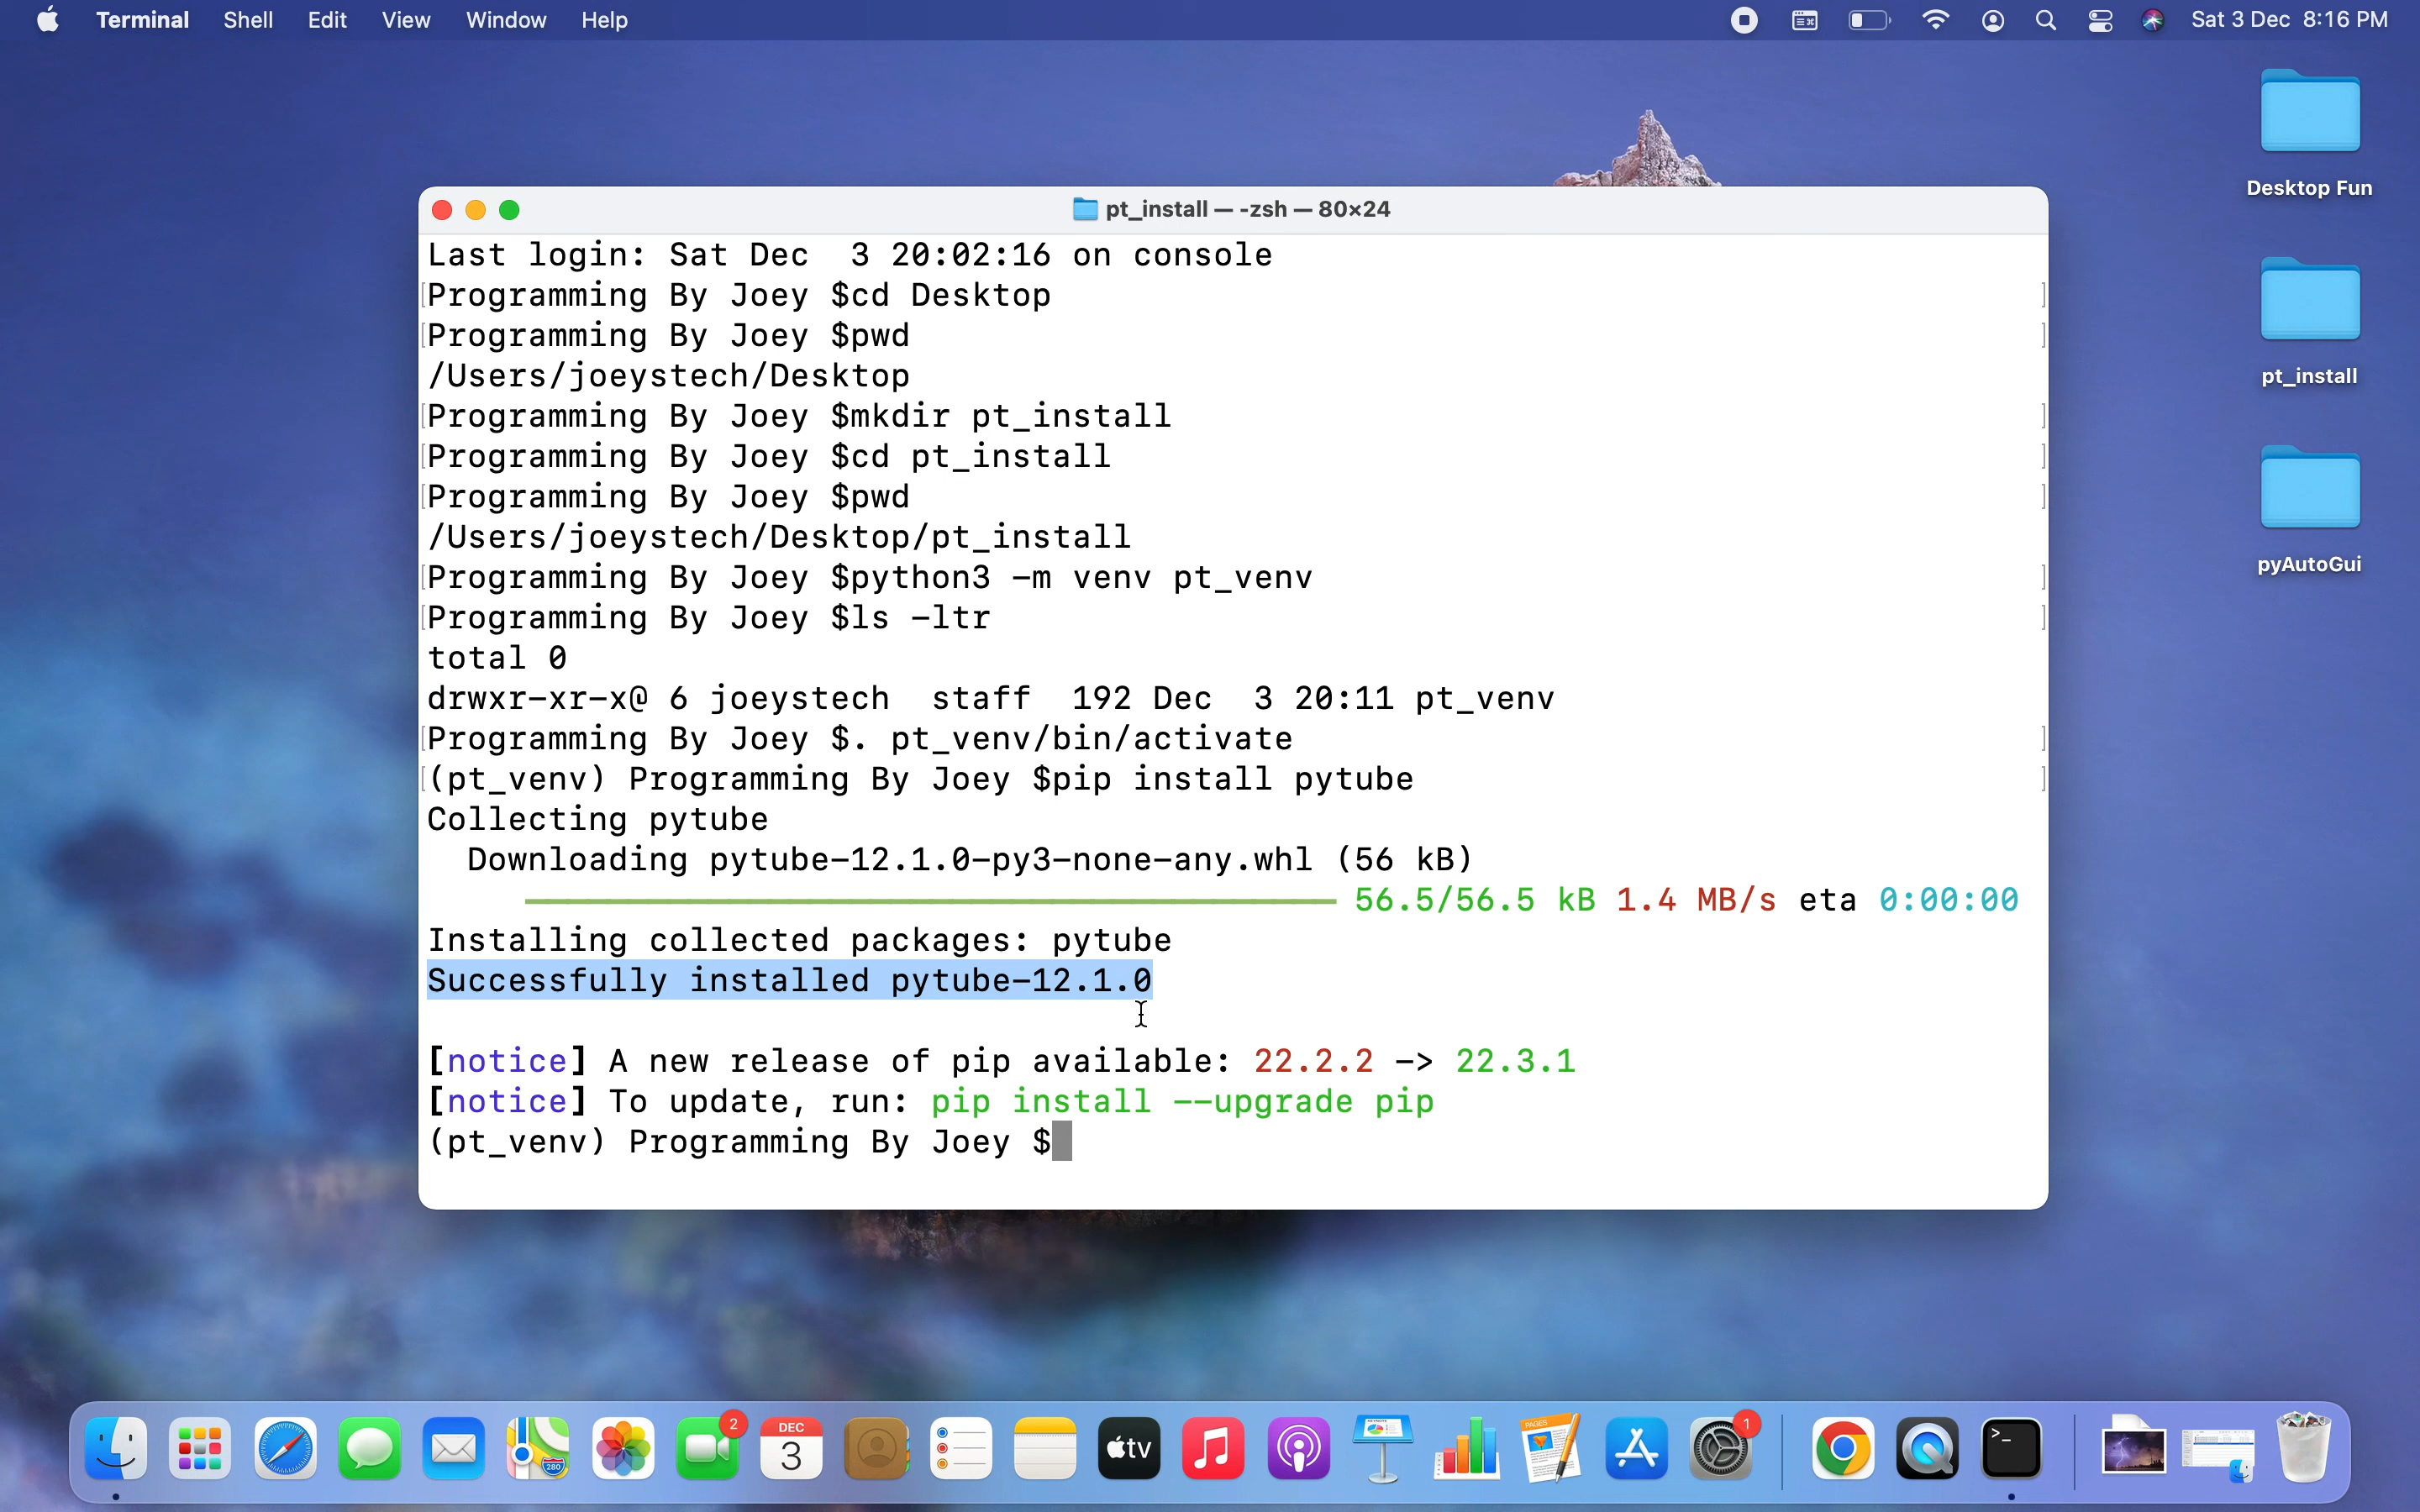 Terminal Shell Edit View Window Help Sat 3 Dec 8:16 PM
Desktop Fun
pt_install
pyAutoGui
pt_install — -zsh — 80×24
Last login: Sat Dec  3 20:02:16 on console
Programming By Joey $cd Desktop
Programming By Joey $pwd
/Users/joeystech/Desktop
Programming By Joey $mkdir pt_install
Programming By Joey $cd pt_install
Programming By Joey $pwd
/Users/joeystech/Desktop/pt_install
Programming By Joey $python3 -m venv pt_venv
Programming By Joey $ls -ltr
total 0
drwxr-xr-x@ 6 joeystech  staff  192 Dec  3 20:11 pt_venv
Programming By Joey $. pt_venv/bin/activate
(pt_venv) Programming By Joey $pip install pytube
Collecting pytube
  Downloading pytube-12.1.0-py3-none-any.whl (56 kB)
56.5/56.5 kB 1.4 MB/s eta 0:00:00
Installing collected packages: pytube
Successfully installed pytube-12.1.0
[notice] A new release of pip available: 22.2.2 -> 22.3.1
[notice] To update, run: pip install --upgrade pip
(pt_venv) Programming By Joey $
280
2
DEC
3
tv
PAGES
1
>_